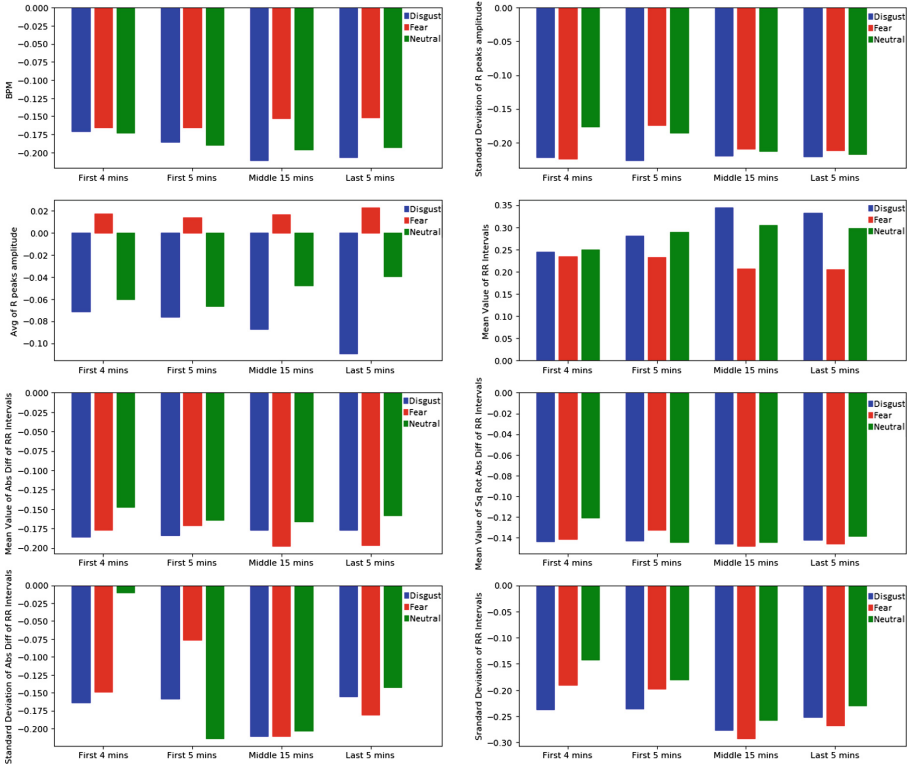 0.000
−0.025
−0.050
−0.075
−0.100
−0.125
−0.150
−0.175
−0.200
BPM
Disgust
Fear
Neutral
First 4 mins First 5 mins Middle 15 mins Last 5 mins
0.00
−0.05
−0.10
−0.15
−0.20
Standard Deviation of R peaks amplitude
Disgust
Fear
Neutral
First 4 mins First 5 mins Middle 15 mins Last 5 mins
0.02
0.00
−0.02
−0.04
−0.06
−0.08
−0.10
Avg of R peaks amplitude
Disgust
Fear
Neutral
First 4 mins First 5 mins Middle 15 mins Last 5 mins
0.35
0.30
0.25
0.20
0.15
0.10
0.05
0.00
Mean Value of RR Intervals
Disgust
Fear
Neutral
First 4 mins First 5 mins Middle 15 mins Last 5 mins
0.000
−0.025
−0.050
−0.075
−0.100
−0.125
−0.150
−0.175
−0.200
Mean Value of Abs Diff of RR Intervals
Disgust
Fear
Neutral
First 4 mins First 5 mins Middle 15 mins Last 5 mins
0.00
−0.02
−0.04
−0.06
−0.08
−0.10
−0.12
−0.14
Mean Value of Sq Rot Abs Diff of RR Intervals
Disgust
Fear
Neutral
First 4 mins First 5 mins Middle 15 mins Last 5 mins
0.000
−0.025
−0.050
−0.075
−0.100
−0.125
−0.150
−0.175
−0.200
Standard Deviation of Abs Diff of RR Intervals
Disgust
Fear
Neutral
First 4 mins First 5 mins Middle 15 mins Last 5 mins
0.00
−0.05
−0.10
−0.15
−0.20
−0.25
−0.30
Srandard Deviation of RR Intervals
Disgust
Fear
Neutral
First 4 mins First 5 mins Middle 15 mins Last 5 mins